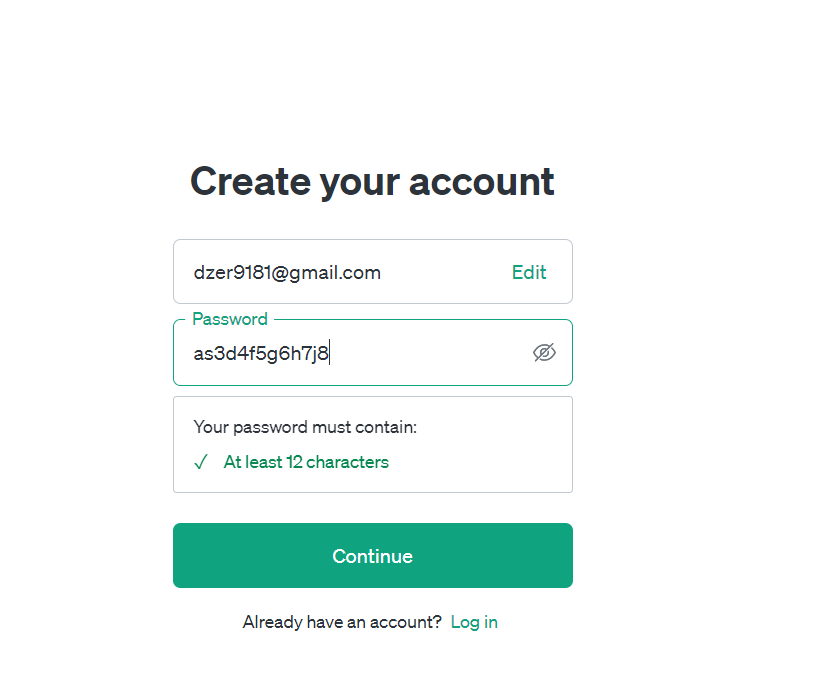 Create your account
dzer9181@gmail.com Edit
Password
as3d4f5g6h7j8
Your password must contain:
✓ At least 12 characters
Continue
Already have an account? Log in